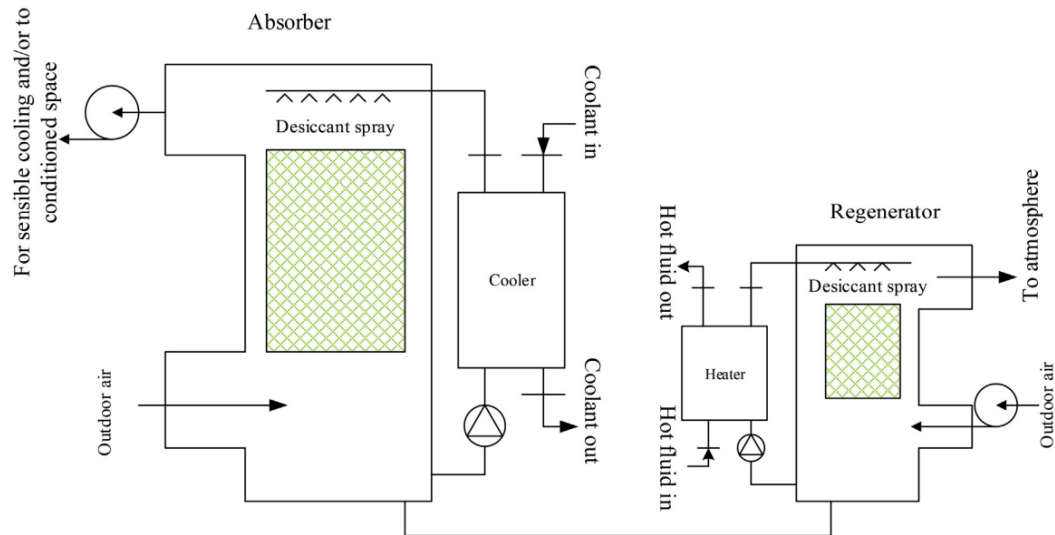 Absorber
For sensible cooling and/or to
conditioned space
Desiccant spray
Coolant in
Cooler
Coolant out
Outdoor air
Regenerator
Hot fluid out
Desiccant spray
To atmosphere
Heater
Hot fluid in
Outdoor air